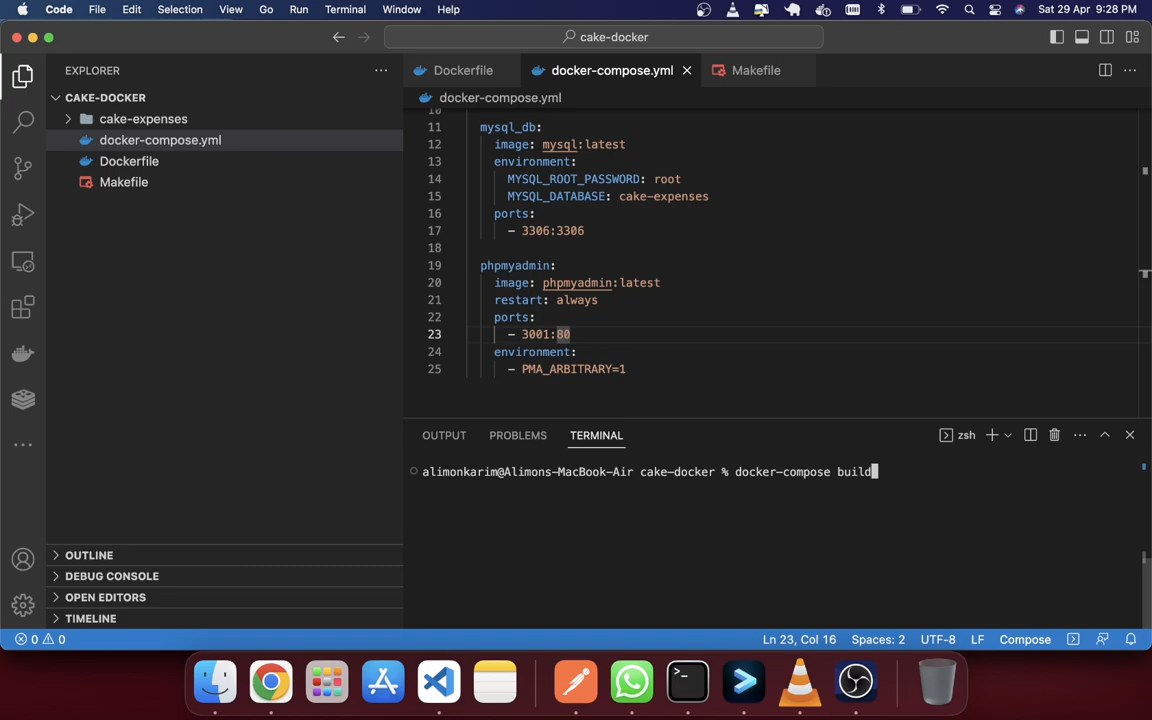 Code File Edit Selection View Go Run Terminal Window Help Sat 29 Apr 9:28 PM
cake-docker
EXPLORER
CAKE-DOCKER
cake-expenses
docker-compose.yml
Dockerfile
Makefile
OUTLINE
DEBUG CONSOLE
OPEN EDITORS
TIMELINE
Dockerfile docker-compose.yml Makefile
docker-compose.yml
10
11 mysql_db:
12 image: mysql:latest
13 environment:
14 MYSQL_ROOT_PASSWORD: root
15 MYSQL_DATABASE: cake-expenses
16 ports:
17 - 3306:3306
18
19 phpmyadmin:
20 image: phpmyadmin:latest
21 restart: always
22 ports:
23 - 3001:80
24 environment:
25 - PMA_ARBITRARY=1
OUTPUT PROBLEMS TERMINAL zsh
alimonkarim@Alimons-MacBook-Air cake-docker % docker-compose build
0 0 Ln 23, Col 16 Spaces: 2 UTF-8 LF Compose